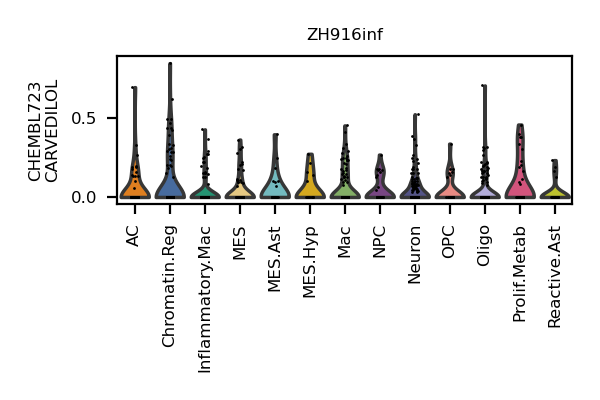 ZH916inf
CHEMBL723
CARVEDILOL
0.5
0.0
AC
Chromatin.Reg
Inflammatory.Mac
MES
MES.Ast
MES.Hyp
Mac
NPC
Neuron
OPC
Oligo
Prolif.Metab
Reactive.Ast